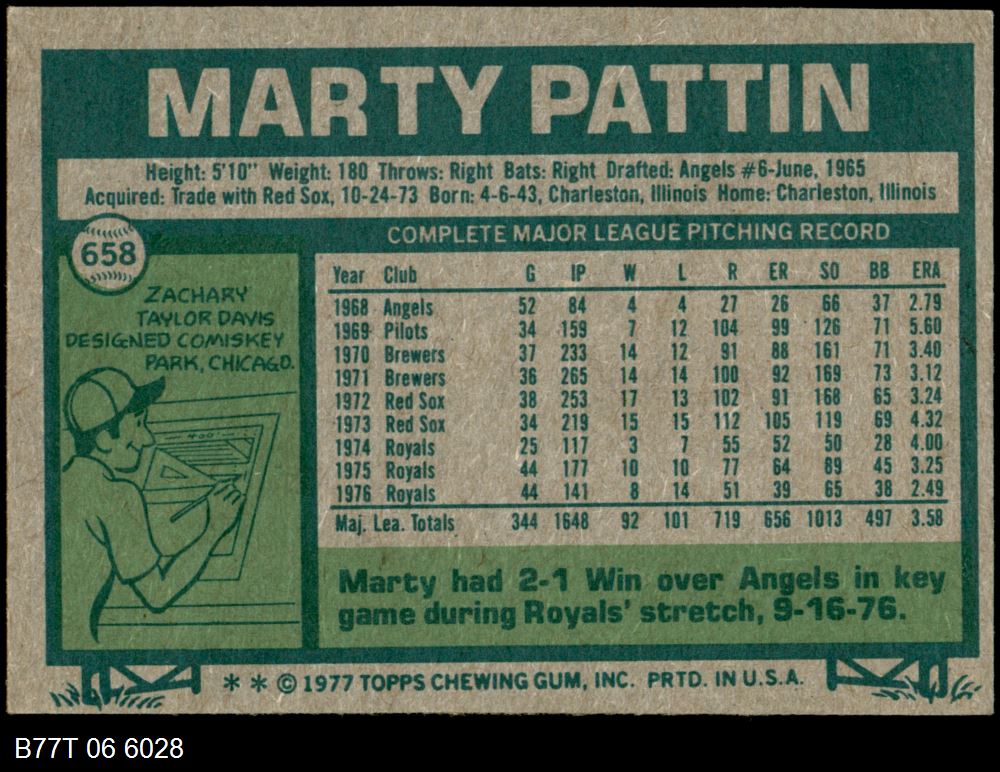 MARTY PATTIN
Height: 5'10" Weight: 180 Throws: Right Bats: Right Drafted: Angels #6-June, 1965
Acquired: Trade with Red Sox, 10-24-73 Born: 4-6-43, Charleston, Illinois Home: Charleston, Illinois
658
ZACHARY
TAYLOR DAVIS
DESIGNED COMISKEY
PARK, CHICAGO.
400
COMPLETE MAJOR LEAGUE PITCHING RECORD
Year Club G IP W L R ER SO BB ERA
1968 Angels 52 84 4 4 27 26 66 37 2.79
1969 Pilots 34 159 7 12 104 99 126 71 5.60
1970 Brewers 37 233 14 12 91 88 161 71 3.40
1971 Brewers 36 265 14 14 100 92 169 73 3.12
1972 Red Sox 38 253 17 13 102 91 168 65 3.24
1973 Red Sox 34 219 15 15 112 105 119 69 4.32
1974 Royals 25 117 3 7 55 52 50 28 4.00
1975 Royals 44 177 10 10 77 64 89 45 3.25
1976 Royals 44 141 8 14 51 39 65 38 2.49
Maj. Lea. Totals 344 1648 92 101 719 656 1013 497 3.58
Marty had 2-1 Win over Angels in key
game during Royals' stretch, 9-16-76.
* * © 1977 TOPPS CHEWING GUM, INC. PRTD. IN U.S.A.
B77T 06 6028